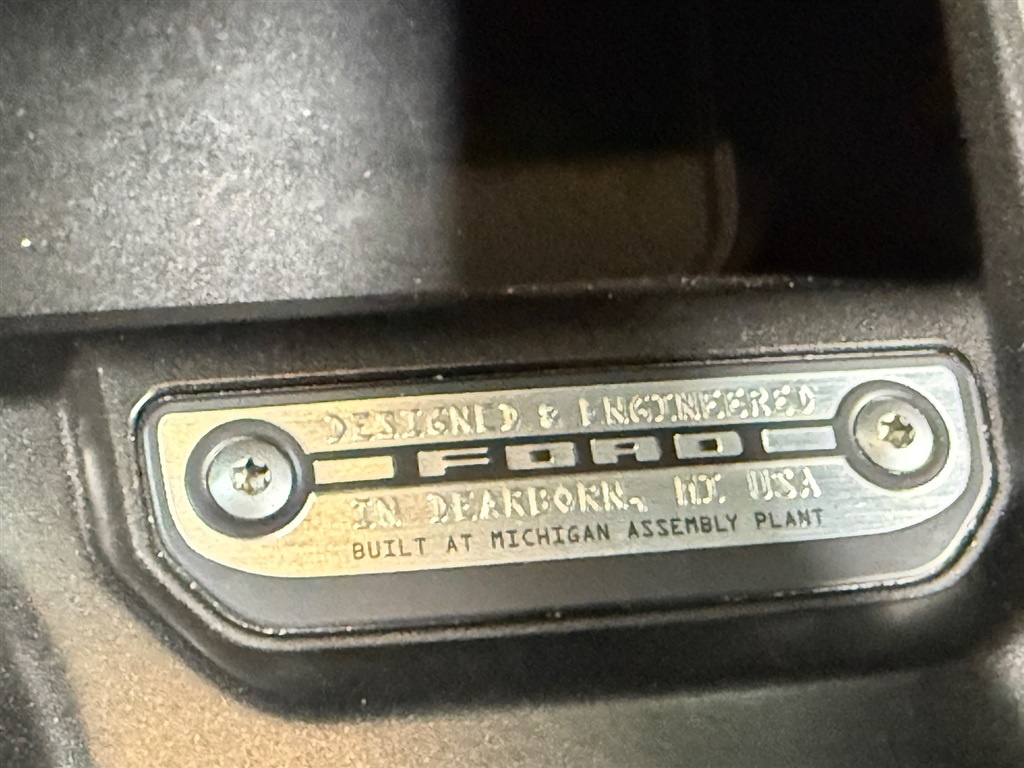 DESIGNED & ENGINEERED
FORD
IN DEARBORN, MI. USA
BUILT AT MICHIGAN ASSEMBLY PLANT